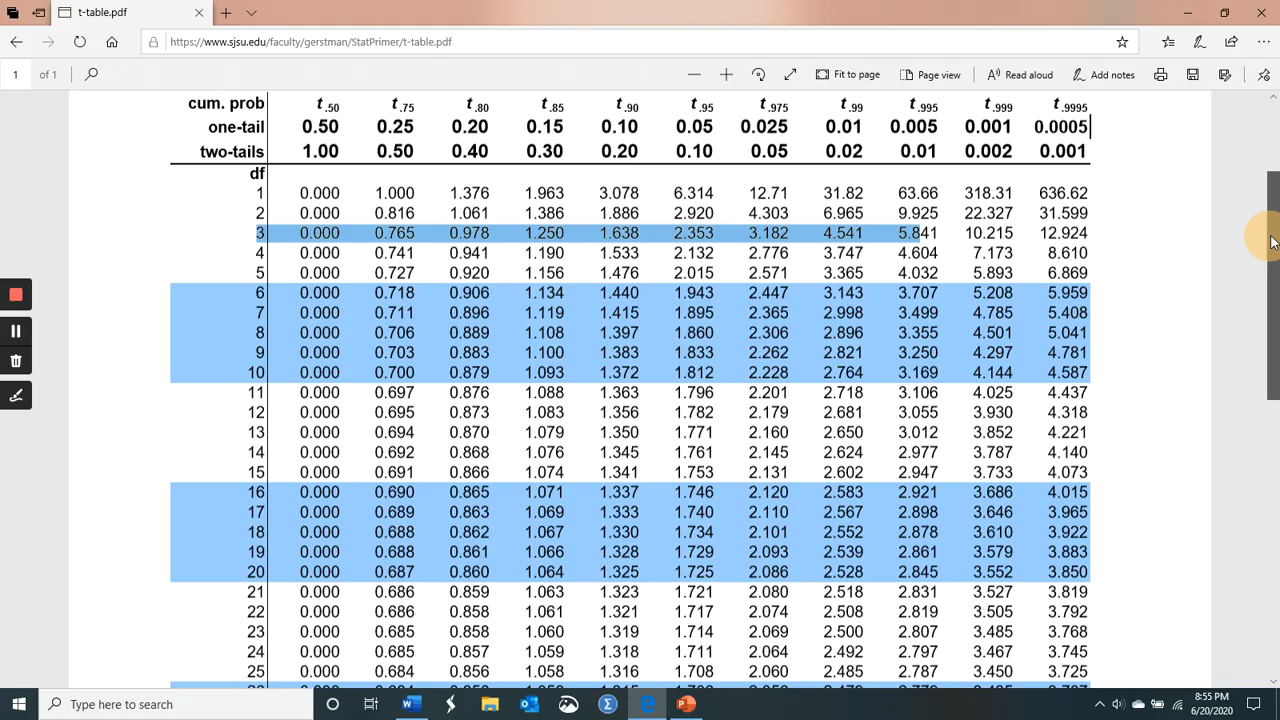 t-table.pdf
https://www.sjsu.edu/faculty/gerstman/StatPrimer/t-table.pdf
1 of 1 Fit to page Page view Read aloud Add notes
cum. prob t .50 t .75 t .80 t .85 t .90 t .95 t .975 t .99 t .995 t .999 t .9995
one-tail 0.50 0.25 0.20 0.15 0.10 0.05 0.025 0.01 0.005 0.001 0.0005
two-tails 1.00 0.50 0.40 0.30 0.20 0.10 0.05 0.02 0.01 0.002 0.001
df
1 0.000 1.000 1.376 1.963 3.078 6.314 12.71 31.82 63.66 318.31 636.62
2 0.000 0.816 1.061 1.386 1.886 2.920 4.303 6.965 9.925 22.327 31.599
3 0.000 0.765 0.978 1.250 1.638 2.353 3.182 4.541 5.841 10.215 12.924
4 0.000 0.741 0.941 1.190 1.533 2.132 2.776 3.747 4.604 7.173 8.610
5 0.000 0.727 0.920 1.156 1.476 2.015 2.571 3.365 4.032 5.893 6.869
6 0.000 0.718 0.906 1.134 1.440 1.943 2.447 3.143 3.707 5.208 5.959
7 0.000 0.711 0.896 1.119 1.415 1.895 2.365 2.998 3.499 4.785 5.408
8 0.000 0.706 0.889 1.108 1.397 1.860 2.306 2.896 3.355 4.501 5.041
9 0.000 0.703 0.883 1.100 1.383 1.833 2.262 2.821 3.250 4.297 4.781
10 0.000 0.700 0.879 1.093 1.372 1.812 2.228 2.764 3.169 4.144 4.587
11 0.000 0.697 0.876 1.088 1.363 1.796 2.201 2.718 3.106 4.025 4.437
12 0.000 0.695 0.873 1.083 1.356 1.782 2.179 2.681 3.055 3.930 4.318
13 0.000 0.694 0.870 1.079 1.350 1.771 2.160 2.650 3.012 3.852 4.221
14 0.000 0.692 0.868 1.076 1.345 1.761 2.145 2.624 2.977 3.787 4.140
15 0.000 0.691 0.866 1.074 1.341 1.753 2.131 2.602 2.947 3.733 4.073
16 0.000 0.690 0.865 1.071 1.337 1.746 2.120 2.583 2.921 3.686 4.015
17 0.000 0.689 0.863 1.069 1.333 1.740 2.110 2.567 2.898 3.646 3.965
18 0.000 0.688 0.862 1.067 1.330 1.734 2.101 2.552 2.878 3.610 3.922
19 0.000 0.688 0.861 1.066 1.328 1.729 2.093 2.539 2.861 3.579 3.883
20 0.000 0.687 0.860 1.064 1.325 1.725 2.086 2.528 2.845 3.552 3.850
21 0.000 0.686 0.859 1.063 1.323 1.721 2.080 2.518 2.831 3.527 3.819
22 0.000 0.686 0.858 1.061 1.321 1.717 2.074 2.508 2.819 3.505 3.792
23 0.000 0.685 0.858 1.060 1.319 1.714 2.069 2.500 2.807 3.485 3.768
24 0.000 0.685 0.857 1.059 1.318 1.711 2.064 2.492 2.797 3.467 3.745
25 0.000 0.684 0.856 1.058 1.316 1.708 2.060 2.485 2.787 3.450 3.725
Type here to search
8:55 PM
6/20/2020